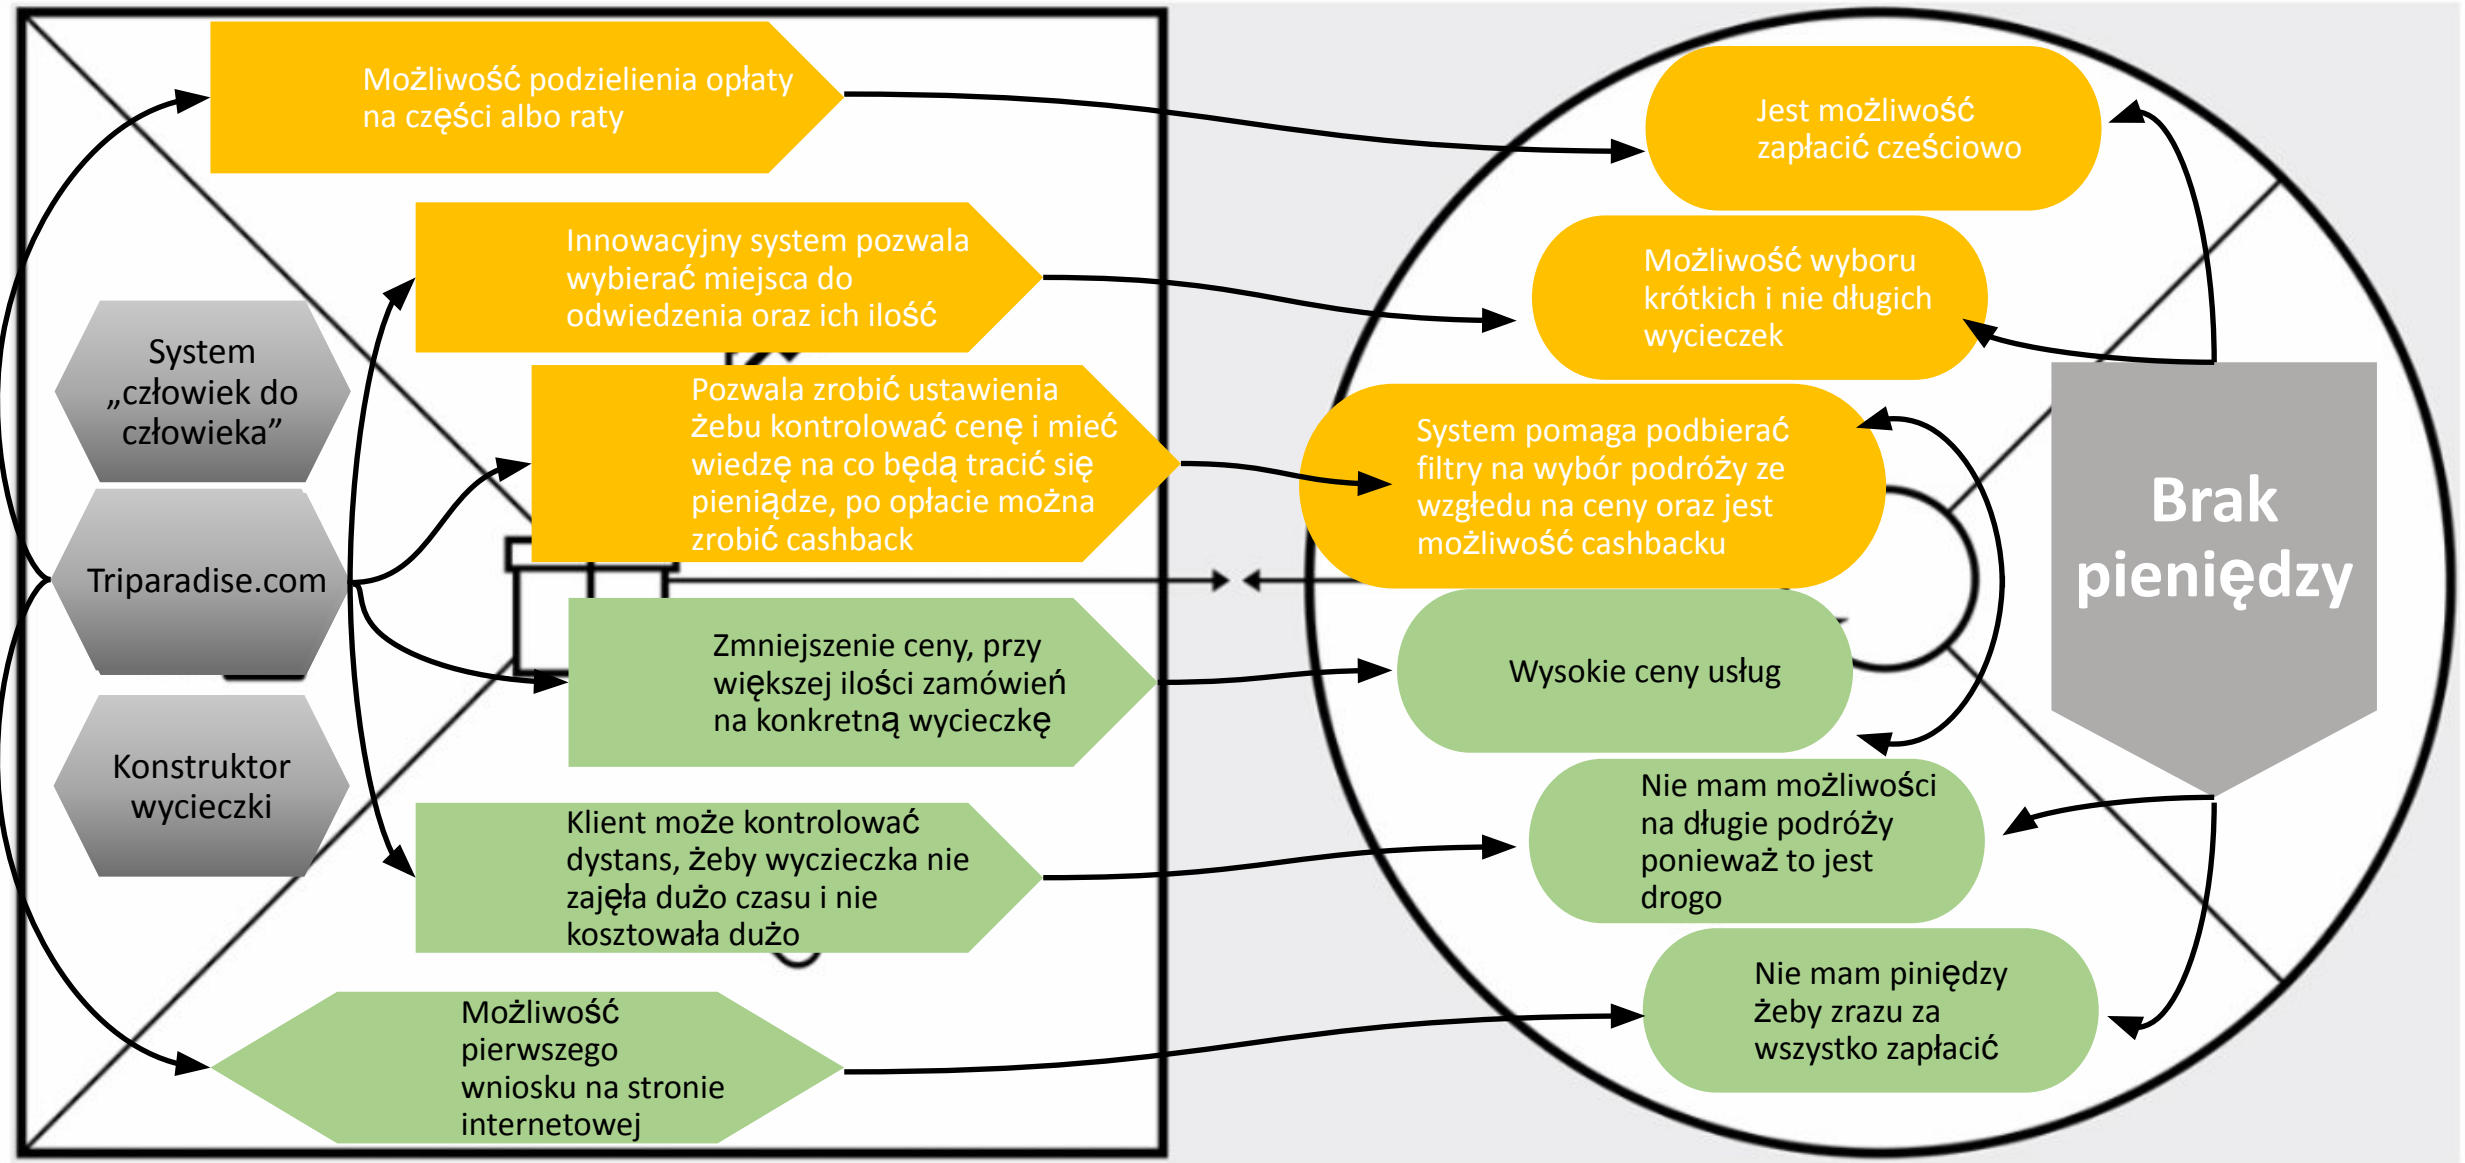 Możliwość podzielienia opłaty
na części albo raty
Jest możliwość
zapłacić cześciowo
Innowacyjny system pozwala
wybierać miejsca do
odwiedzenia oraz ich ilość
Możliwość wyboru
krótkich i nie długich
wycieczek
System
„człowiek do
człowieka”
Pozwala zrobić ustawienia
żebu kontrolować cenę i mieć
wiedzę na co będą tracić się
pieniądze, po opłacie można
zrobić cashback
System pomaga podbierać
filtry na wybór podróży ze
wzgłedu na ceny oraz jest
możliwość cashbacku
Brak
pieniędzy
Triparadise.com
Zmniejszenie ceny, przy
większej ilości zamówień
na konkretną wycieczkę
Wysokie ceny usług
Konstruktor
wycieczki
Klient może kontrolować
dystans, żeby wyczieczka nie
zajęła dużo czasu i nie
kosztowała dużo
Nie mam możliwości
na długie podróży
ponieważ to jest
drogo
Możliwość
pierwszego
wniosku na stronie
internetowej
Nie mam piniędzy
żeby zrazu za
wszystko zapłacić